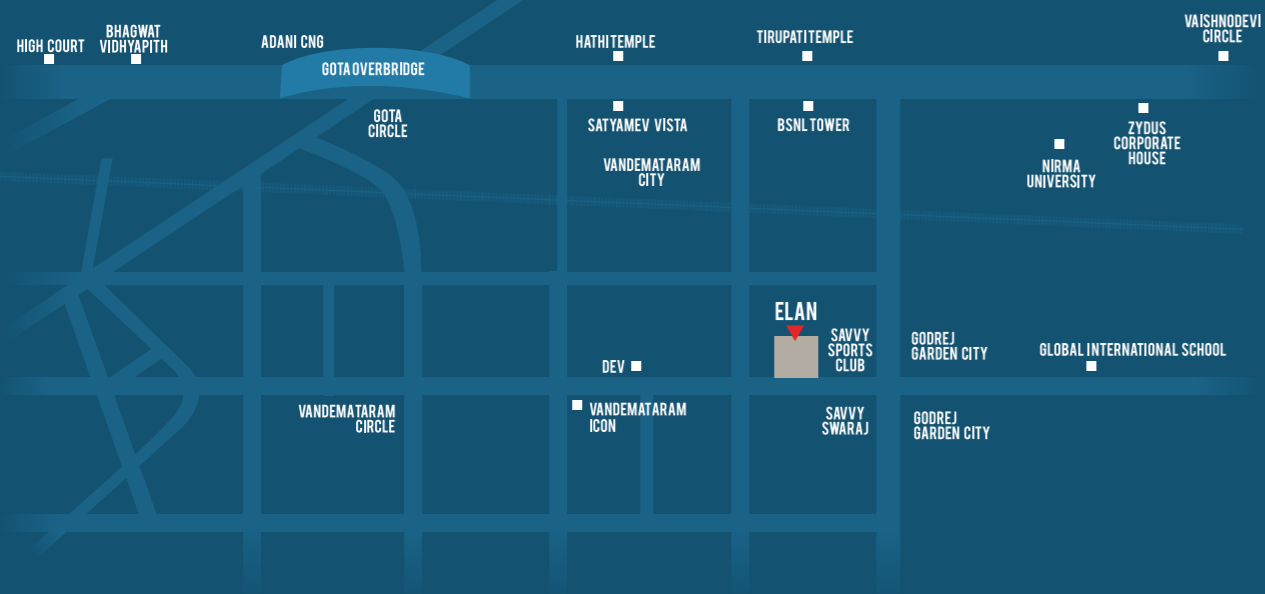 HIGH COURT
BHAGWAT
VIDHYAPITH
ADANI CNG
GOTA OVERBRIDGE
HATHI TEMPLE
TIRUPATI TEMPLE
VAISHNODEVI
CIRCLE
GOTA
CIRCLE
SATYAMEV VISTA
BSNL TOWER
ZYDUS
CORPORATE
HOUSE
VANDEMATARAM
CITY
NIRMA
UNIVERSITY
ELAN
SAVVY
SPORTS
CLUB
GODREJ
GARDEN CITY
GLOBAL INTERNATIONAL SCHOOL
DEV
VANDEMATARAM
CIRCLE
VANDEMATARAM
ICON
SAVVY
SWARAJ
GODREJ
GARDEN CITY